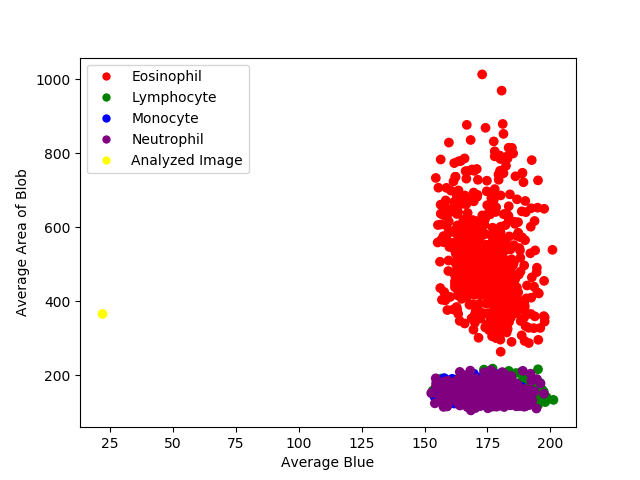 Eosinophil
Lymphocyte
Monocyte
Neutrophil
Analyzed Image
1000
800
600
400
200
Average Area of Blob
25 50 75 100 125 150 175 200
Average Blue